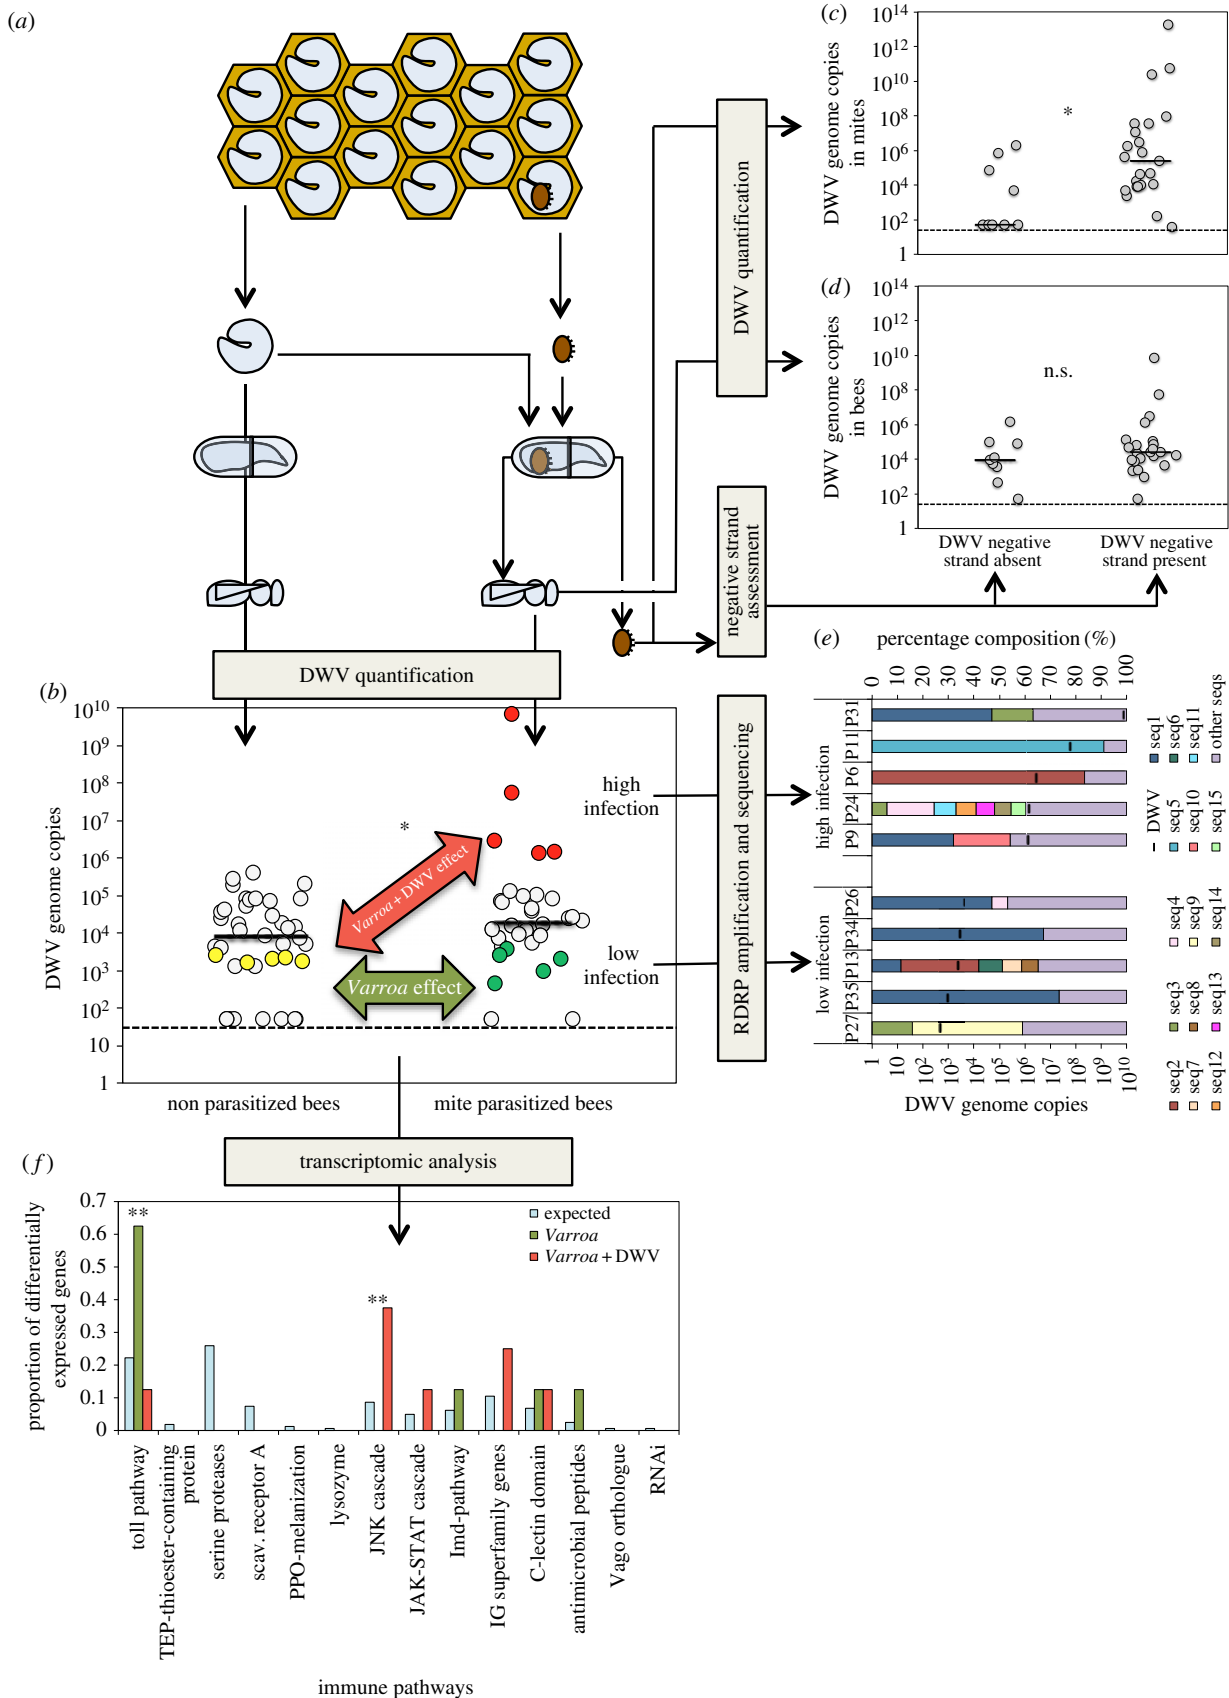 (a)
(c)
DWV genome copies
in mites
10^14
10^12
10^10
10^8
10^6
10^4
10^2
1
*
(d)
DWV genome copies
in bees
10^14
10^12
10^10
10^8
10^6
10^4
10^2
1
n.s.
DWV negative
strand absent
DWV negative
strand present
DWV quantification
negative strand
assessment
DWV quantification
(b)
DWV genome copies
10^10
10^9
10^8
10^7
10^6
10^5
10^4
10^3
10^2
10
1
*
Varroa + DWV effect
Varroa effect
high
infection
low
infection
non parasitized bees
mite parasitized bees
RDRP amplification and sequencing
(e)
percentage composition (%)
0 10 20 30 40 50 60 70 80 90 100
high infection
P31
P11
P6
P24
P9
low infection
P26
P34
P13
P35
P27
1 10 10^2 10^3 10^4 10^5 10^6 10^7 10^8 10^9 10^10
DWV genome copies
DWV
seq1
seq2
seq3
seq4
seq5
seq6
seq7
seq8
seq9
seq10
seq11
seq12
seq13
seq14
seq15
other seqs
transcriptomic analysis
(f)
proportion of differentially
expressed genes
0.7
0.6
0.5
0.4
0.3
0.2
0.1
0
**
**
expected
Varroa
Varroa + DWV
toll pathway
TEP-thioester-containing
protein
serine proteases
scav. receptor A
PPO-melanization
lysozyme
JNK cascade
JAK-STAT cascade
Imd-pathway
IG superfamily genes
C-lectin domain
antimicrobial peptides
Vago orthologue
RNAi
immune pathways